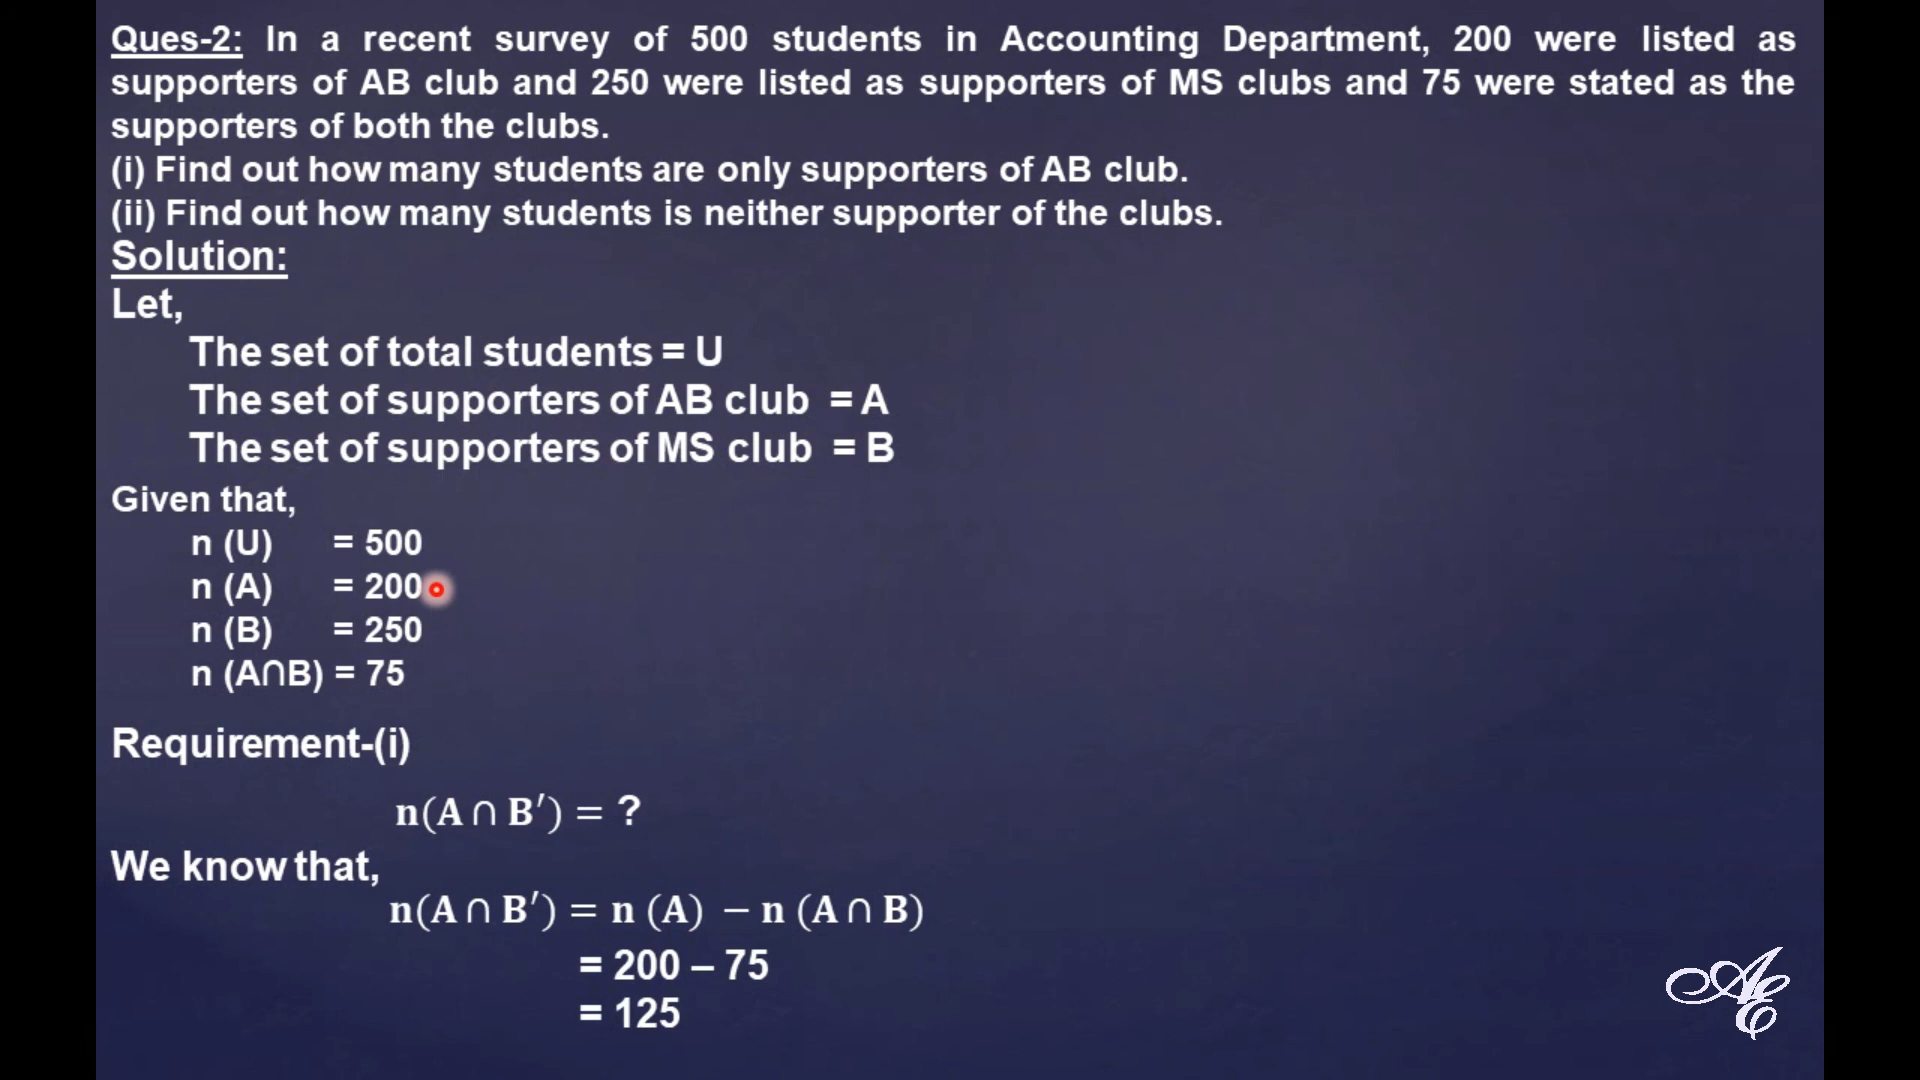 Ques-2: In a recent survey of 500 students in Accounting Department, 200 were listed as
supporters of AB club and 250 were listed as supporters of MS clubs and 75 were stated as the
supporters of both the clubs.
(i) Find out how many students are only supporters of AB club.
(ii) Find out how many students is neither supporter of the clubs.
Solution:
Let,
The set of total students = U
The set of supporters of AB club = A
The set of supporters of MS club = B
Given that,
n (U) = 500
n (A) = 200
n (B) = 250
n (A∩B) = 75
Requirement-(i)
n(A ∩ B′) = ?
We know that,
n(A ∩ B′) = n (A) − n (A ∩ B)
= 200 – 75
= 125